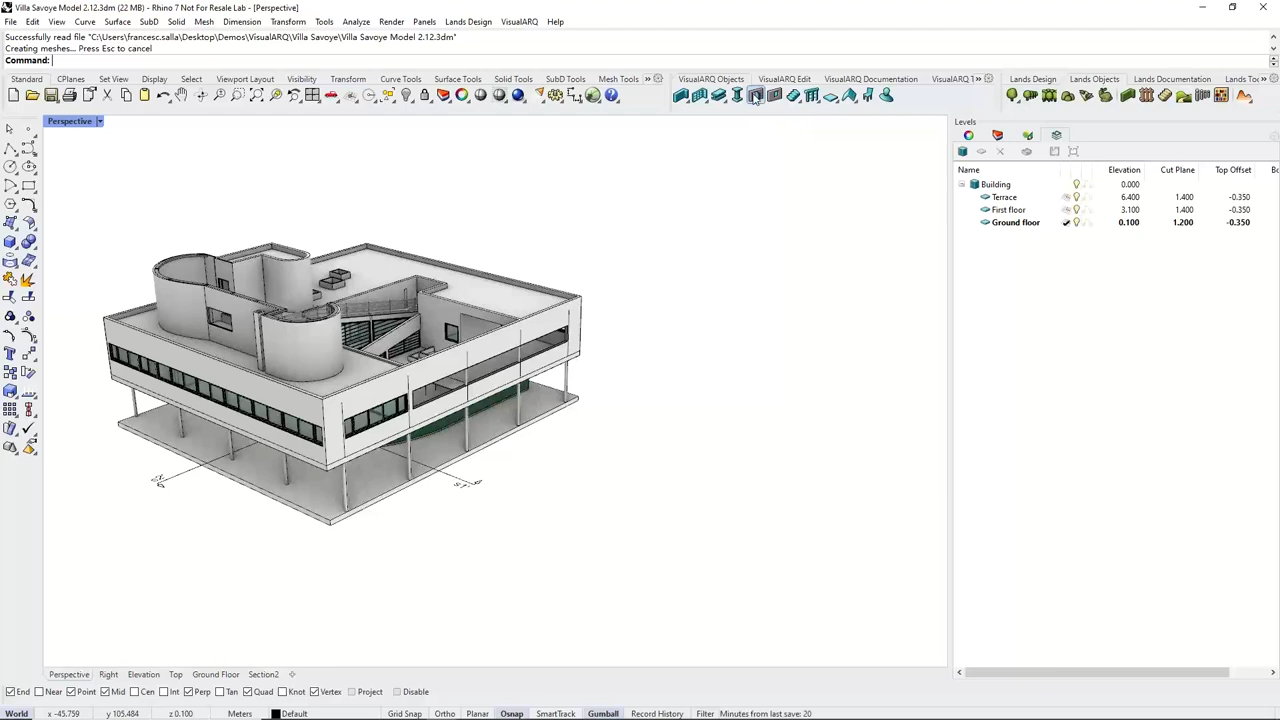 Villa Savoye Model 2.12.3dm (22 MB) - Rhino 7 Not For Resale Lab - [Perspective]
File Edit View Curve Surface SubD Solid Mesh Dimension Transform Tools Analyze Render Panels Lands Design VisualARQ Help
Successfully read file "C:\Users\francesc.salla\Desktop\Demos\VisualARQ\Villa Savoye\Villa Savoye Model 2.12.3dm"
Creating meshes... Press Esc to cancel
Command:
Standard CPlanes Set View Display Select Viewport Layout Visibility Transform Curve Tools Surface Tools Solid Tools SubD Tools Mesh Tools » VisualARQ Objects VisualARQ Edit VisualARQ Documentation VisualARQ » Lands Design Lands Objects Lands Documentation Lands Too »
Perspective
Levels
Name Elevation Cut Plane Top Offset
Building 0.000
Terrace 6.400 1.400 -0.350
First floor 3.100 1.400 -0.350
Ground floor 0.100 1.200 -0.350
Perspective Right Elevation Top Ground Floor Section2
End Near Point Mid Cen Int Perp Tan Quad Knot Vertex Project Disable
World x -45.759 y 105.484 z 0.100 Meters Default Grid Snap Ortho Planar Osnap SmartTrack Gumball Record History Filter Minutes from last save: 20